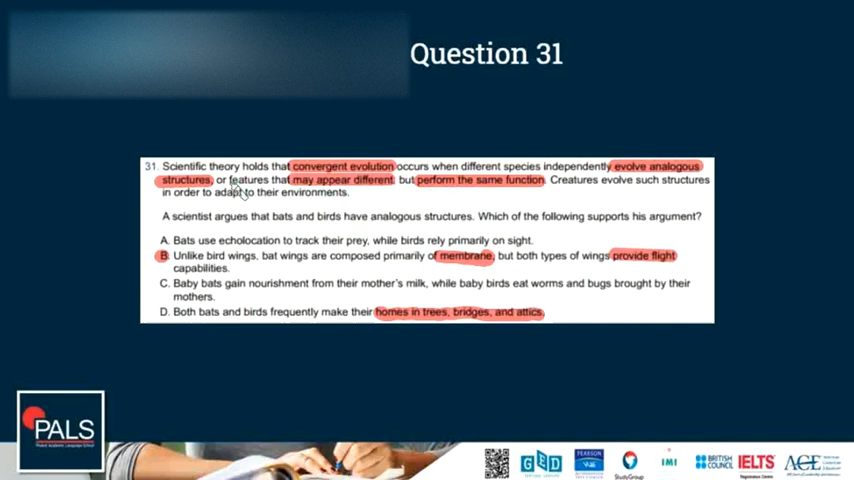 Question 31
31. Scientific theory holds that convergent evolution occurs when different species independently evolve analogous
structures, or features that may appear different, but perform the same function. Creatures evolve such structures
in order to adapt to their environments.
A scientist argues that bats and birds have analogous structures. Which of the following supports his argument?
A. Bats use echolocation to track their prey, while birds rely primarily on sight.
B. Unlike bird wings, bat wings are composed primarily of membrane, but both types of wings provide flight
capabilities.
C. Baby bats gain nourishment from their mother's milk, while baby birds eat worms and bugs brought by their
mothers.
D. Both bats and birds frequently make their homes in trees, bridges, and attics.
PALS
GED
PEARSON
VUE
StudyGroup
IMI
BRITISH
COUNCIL
IELTS
ACE